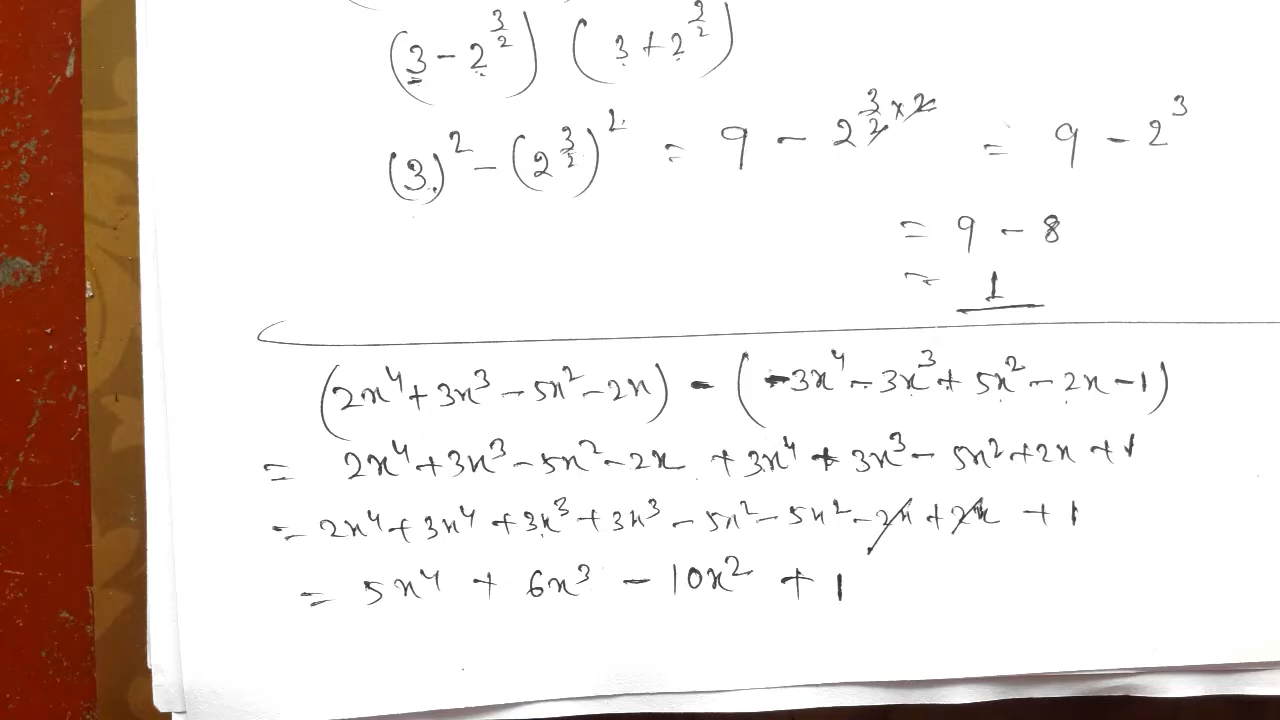 (3 - 2^{3/2}) (3 + 2^{3/2})
(3)^2 - (2^{3/2})^2 = 9 - 2^{3/2 × 2} = 9 - 2^3
= 9 - 8
= 1
(2x^4 + 3x^3 - 5x^2 - 2x) - (-3x^4 - 3x^3 + 5x^2 - 2x - 1)
= 2x^4 + 3x^3 - 5x^2 - 2x + 3x^4 + 3x^3 - 5x^2 + 2x + 1
= 2x^4 + 3x^4 + 3x^3 + 3x^3 - 5x^2 - 5x^2 - 2x + 2x + 1
= 5x^4 + 6x^3 - 10x^2 + 1